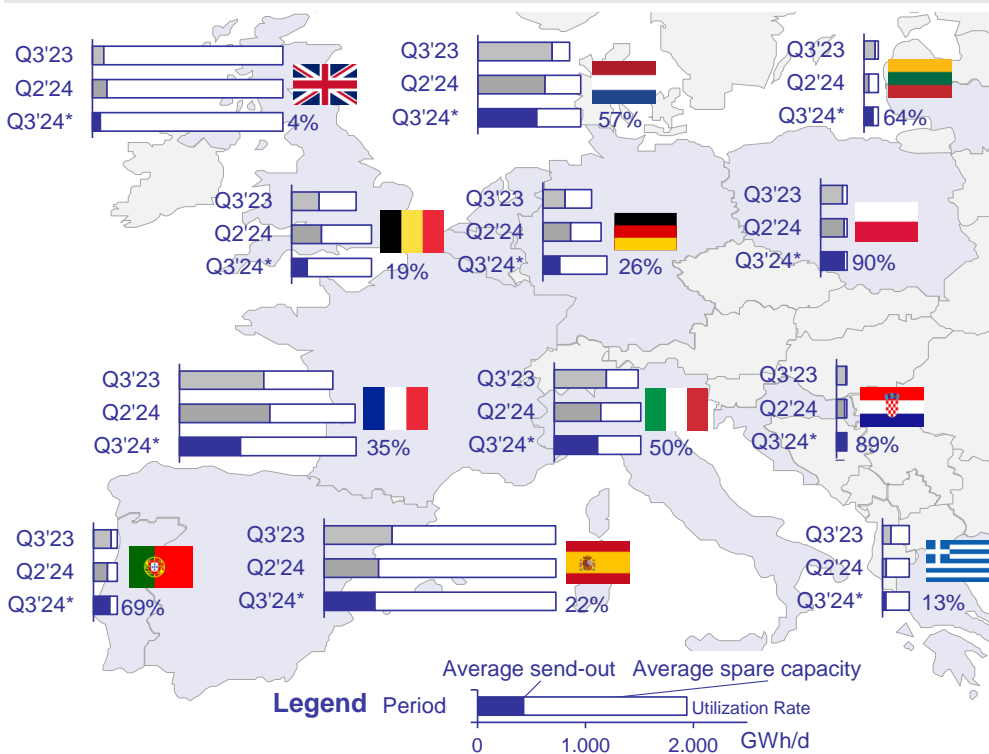 Q3'23
Q2'24
Q3'24*
4%
Q3'23
Q2'24
Q3'24*
57%
Q3'23
Q2'24
Q3'24*
64%
Q3'23
Q2'24
Q3'24*
19%
Q3'23
Q2'24
Q3'24*
26%
Q3'23
Q2'24
Q3'24*
90%
Q3'23
Q2'24
Q3'24*
35%
Q3'23
Q2'24
Q3'24*
50%
Q3'23
Q2'24
Q3'24*
89%
Q3'23
Q2'24
Q3'24*
69%
Q3'23
Q2'24
Q3'24*
22%
Q3'23
Q2'24
Q3'24*
13%
Average send-out Average spare capacity
Legend Period Utilization Rate
0 1.000 2.000 GWh/d